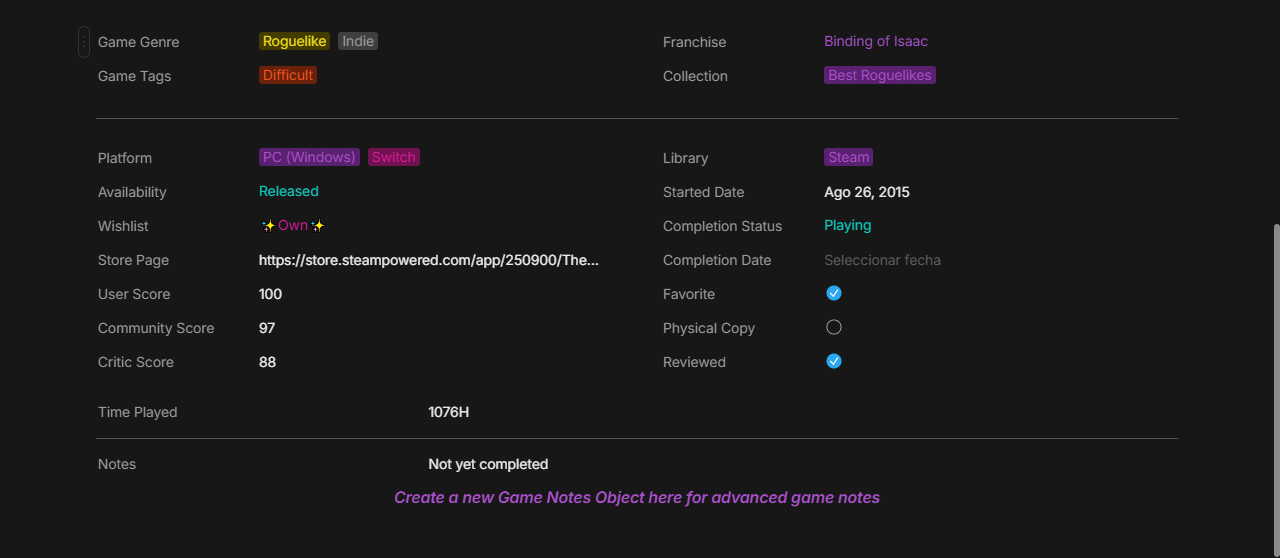 Game Genre Roguelike Indie Franchise Binding of Isaac
Game Tags Difficult Collection Best Roguelikes
Platform PC (Windows) Switch Library Steam
Availability Released Started Date Ago 26, 2015
Wishlist ✨Own✨ Completion Status Playing
Store Page https://store.steampowered.com/app/250900/The... Completion Date Seleccionar fecha
User Score 100 Favorite
Community Score 97 Physical Copy
Critic Score 88 Reviewed
Time Played 1076H
Notes Not yet completed
Create a new Game Notes Object here for advanced game notes